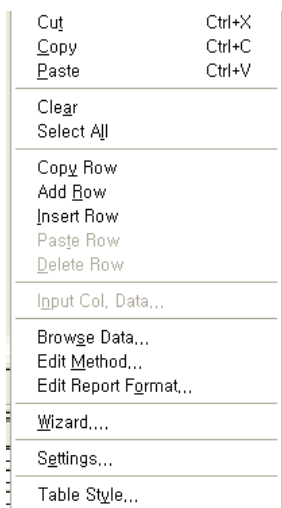 Cut Ctrl+X
Copy Ctrl+C
Paste Ctrl+V
Clear
Select All
Copy Row
Add Row
Insert Row
Paste Row
Delete Row
Input Col, Data,,,
Browse Data,,,
Edit Method,,,
Edit Report Format,,,
Wizard,,,,
Settings,,,
Table Style,,,